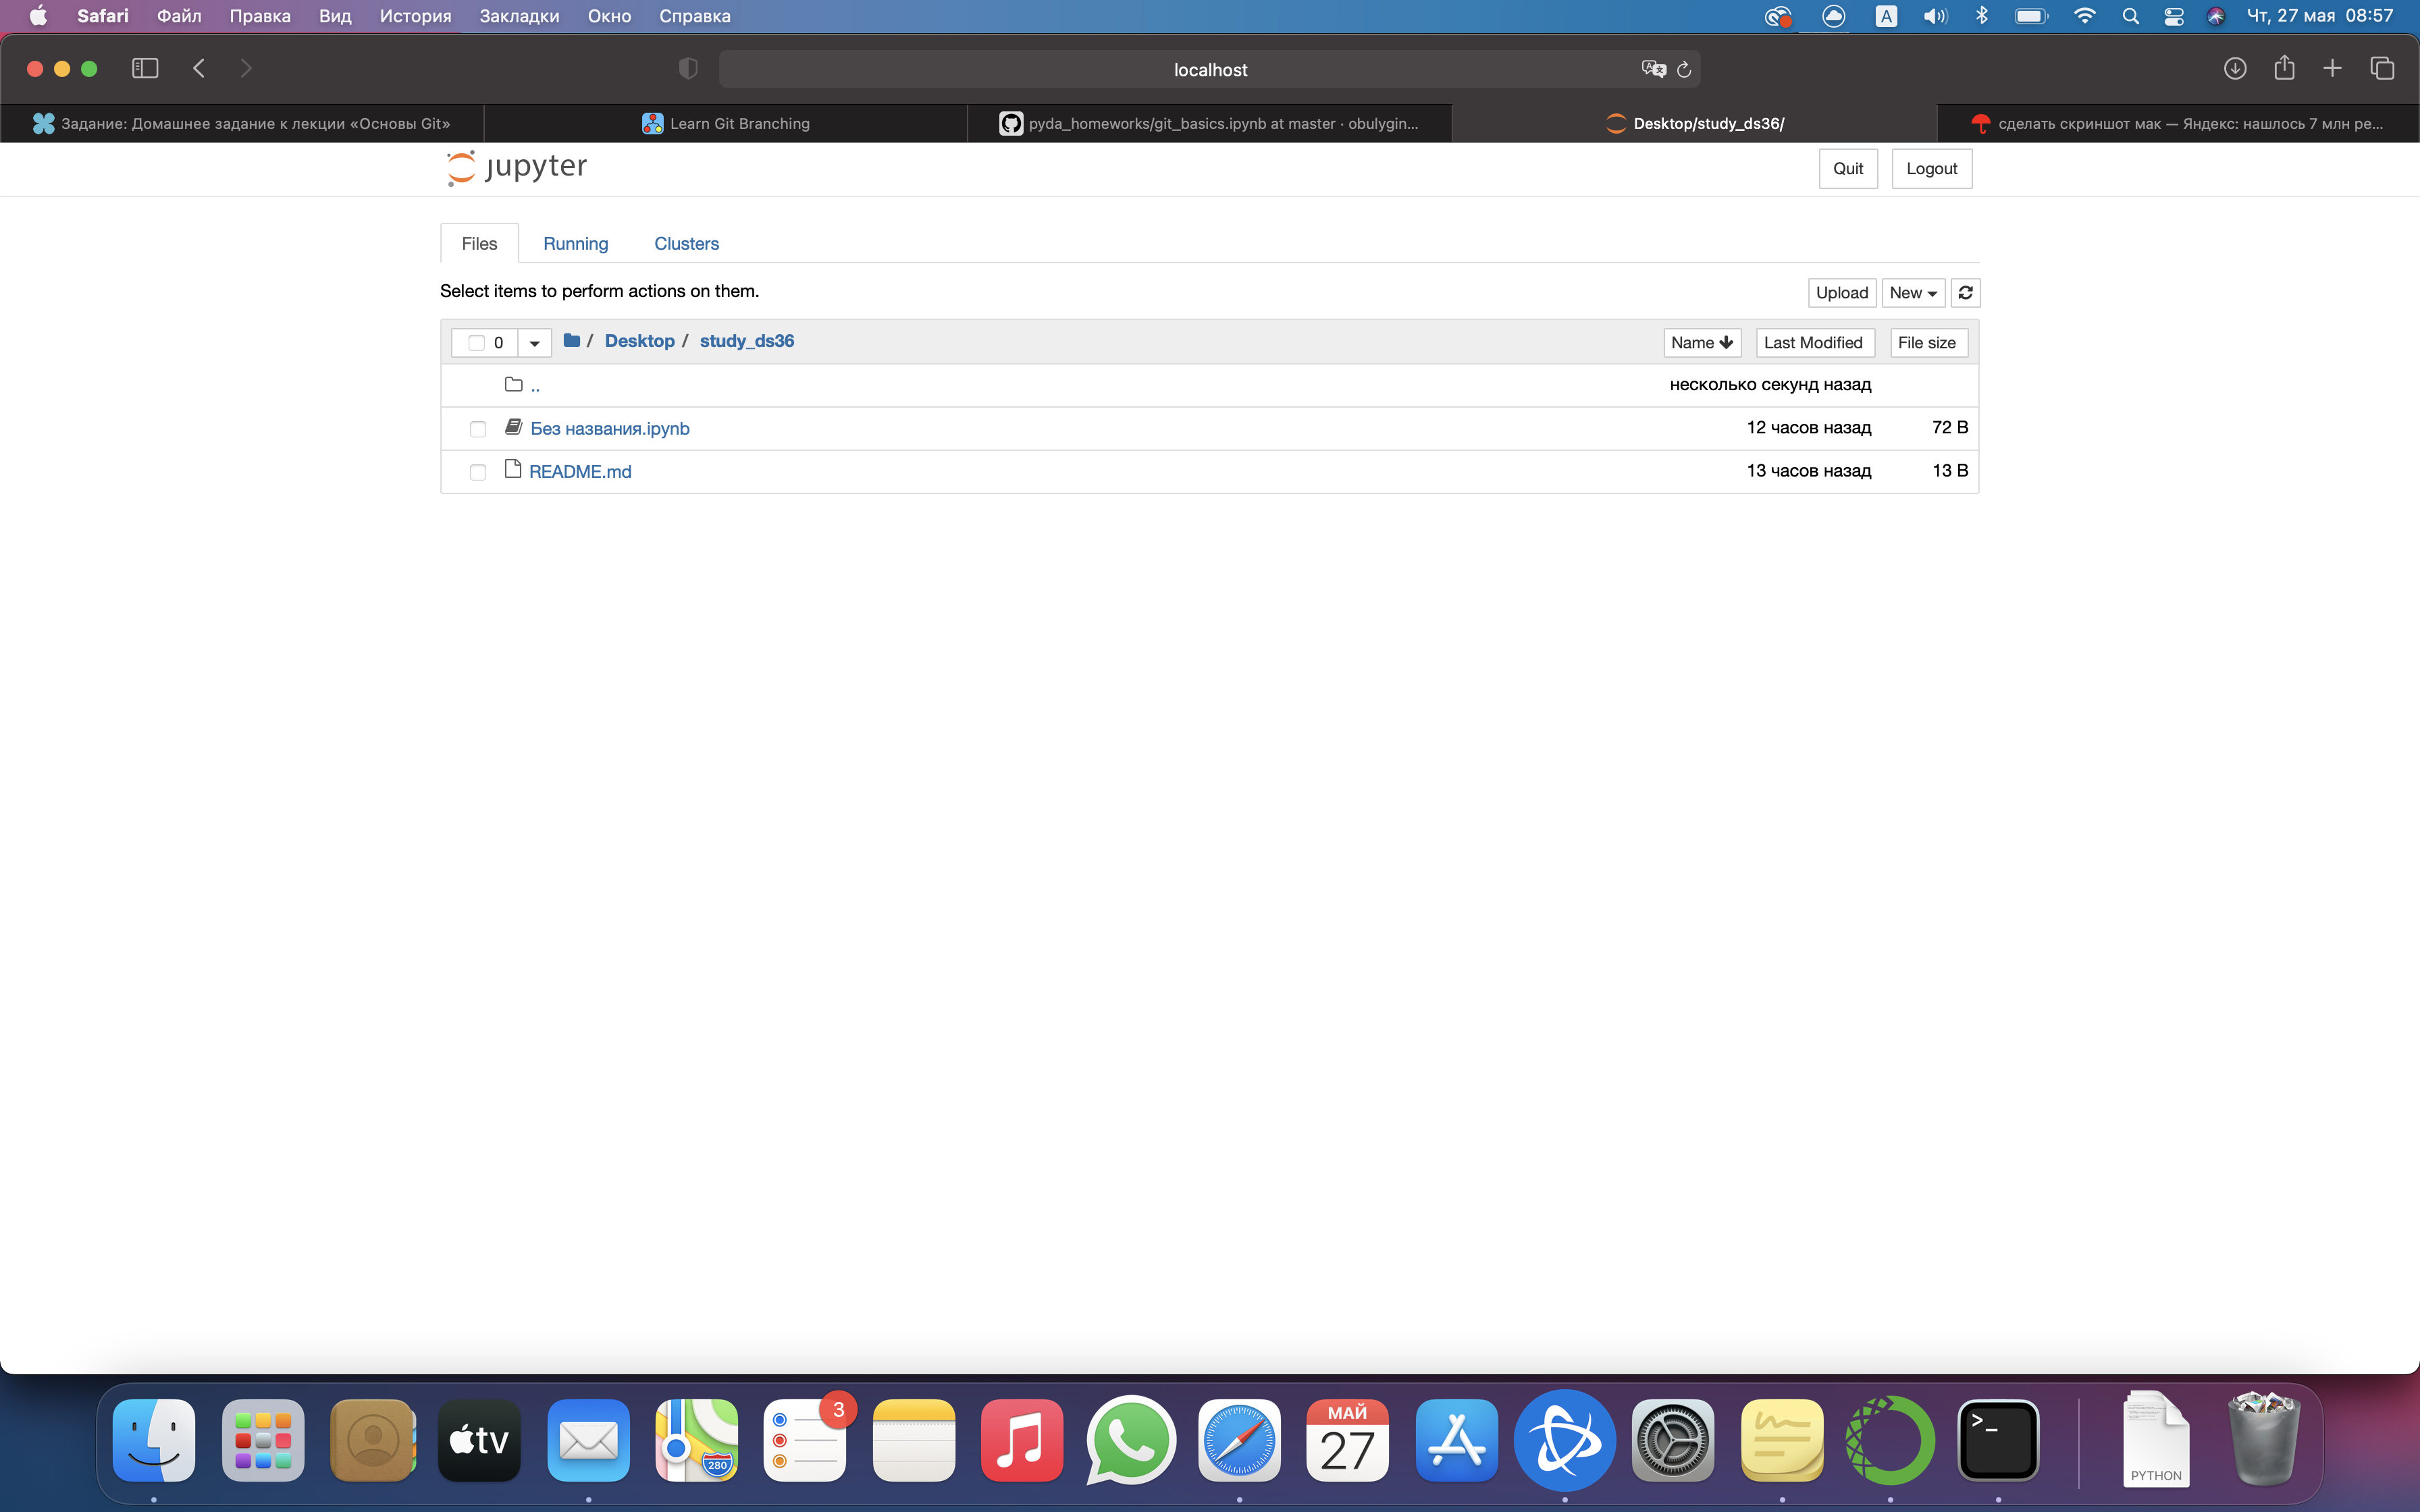 Safari Файл Правка Вид История Закладки Окно Справка A Чт, 27 мая 08:57
localhost
Задание: Домашнее задание к лекции «Основы Git» Learn Git Branching pyda_homeworks/git_basics.ipynb at master · obulygin... Desktop/study_ds36/ сделать скриншот мак — Яндекс: нашлось 7 млн ре...
jupyter Quit Logout
Files Running Clusters
Select items to perform actions on them. Upload New
0 / Desktop / study_ds36 Name Last Modified File size
.. несколько секунд назад
Без названия.ipynb 12 часов назад 72 B
README.md 13 часов назад 13 B
tv 280 3 МАЙ 27 >_ PYTHON